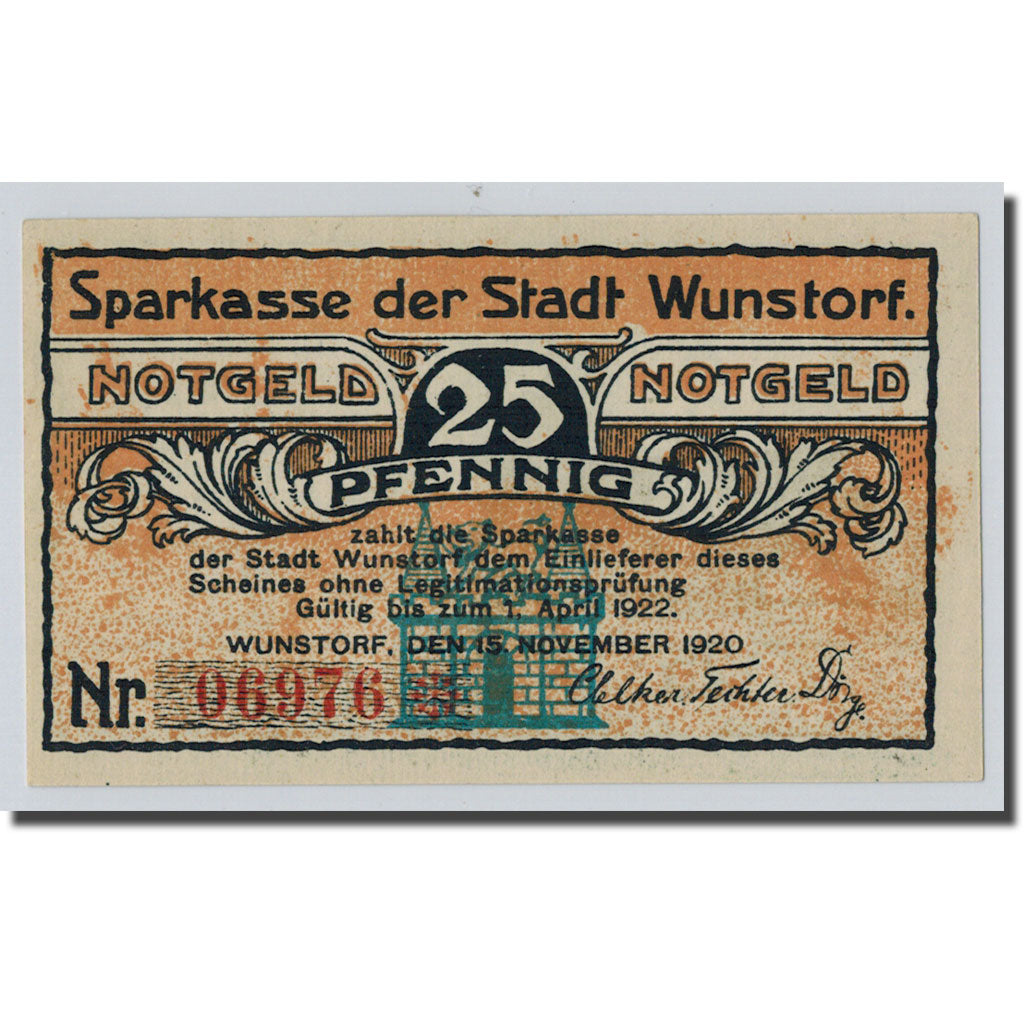 Sparkasse der Stadt Wunstorf.
NOTGELD 25 NOTGELD
PFENNIG
zahlt die Sparkasse
der Stadt Wunstorf dem Einlieferer dieses
Scheines ohne Legitimationsprüfung
Gültig bis zum 1. April 1922.
WUNSTORF, DEN 15. NOVEMBER 1920
Nr. 06976